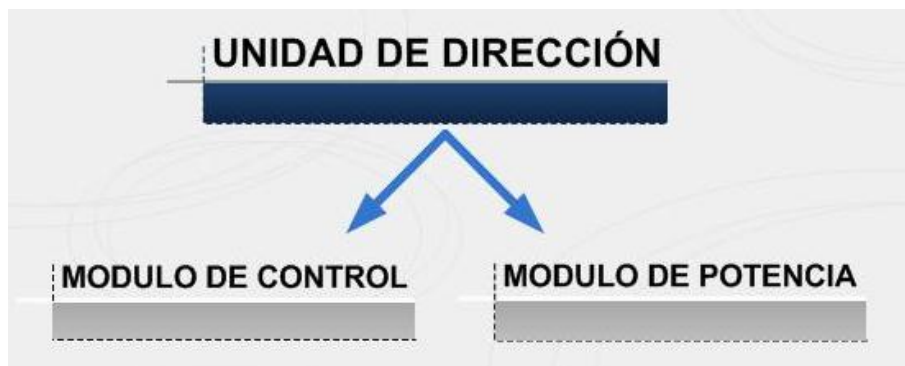 UNIDAD DE DIRECCIÓN
MODULO DE CONTROL
MODULO DE POTENCIA